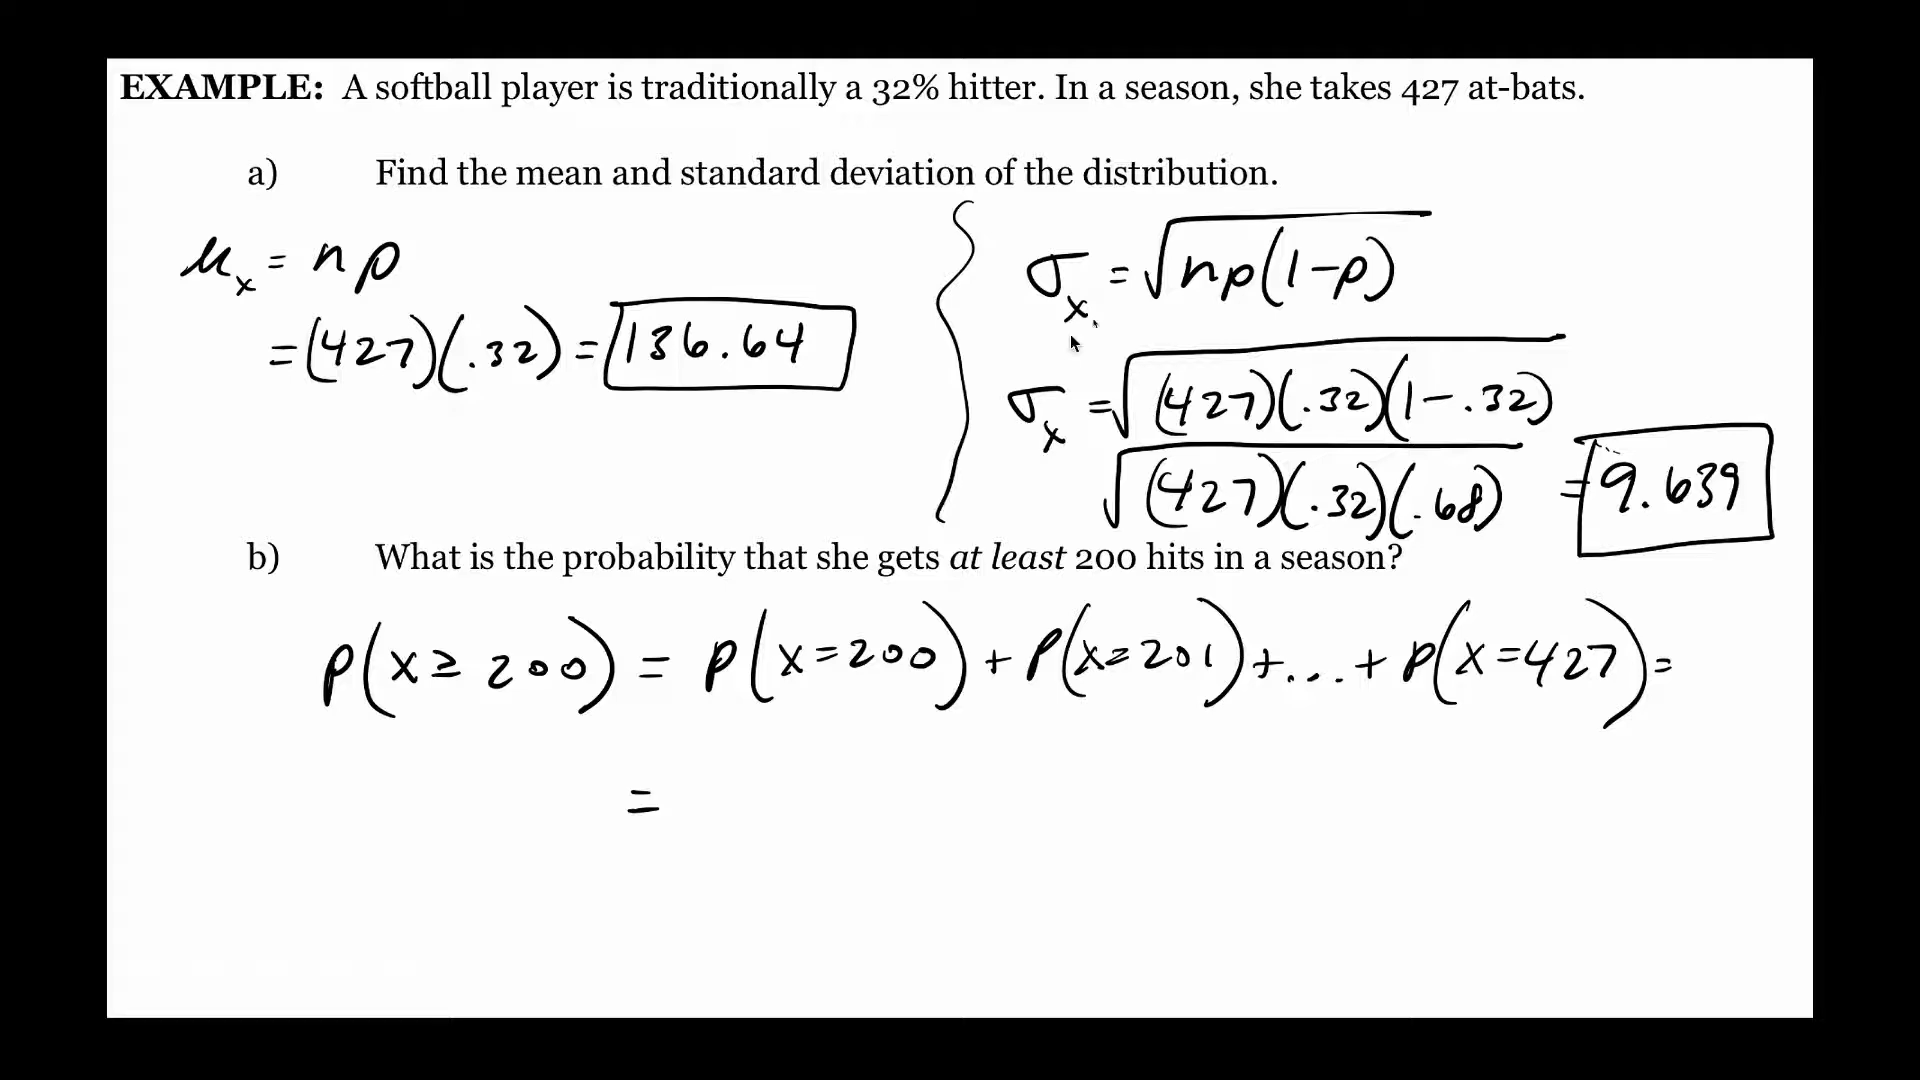 EXAMPLE: A softball player is traditionally a 32% hitter. In a season, she takes 427 at-bats.
a) Find the mean and standard deviation of the distribution.
μₓ = np
= (427)(.32) = 136.64
σₓ = √np(1-p)
σₓ = √(427)(.32)(1-.32)
√(427)(.32)(.68) = 9.639
b) What is the probability that she gets at least 200 hits in a season?
P(x ≥ 200) = P(x=200) + P(x=201) + ... + P(x=427) =
=